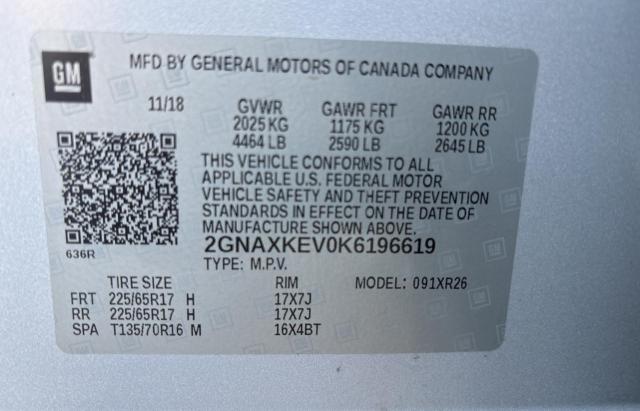 GM
MFD BY GENERAL MOTORS OF CANADA COMPANY
11/18 GVWR GAWR FRT GAWR RR
2025 KG 1175 KG 1200 KG
4464 LB 2590 LB 2645 LB
THIS VEHICLE CONFORMS TO ALL
APPLICABLE U.S. FEDERAL MOTOR
VEHICLE SAFETY AND THEFT PREVENTION
STANDARDS IN EFFECT ON THE DATE OF
MANUFACTURE SHOWN ABOVE.
636R
2GNAXKEV0K6196619
TYPE: M.P.V.
TIRE SIZE RIM MODEL: 091XR26
FRT 225/65R17 H 17X7J
RR 225/65R17 H 17X7J
SPA T135/70R16 M 16X4BT